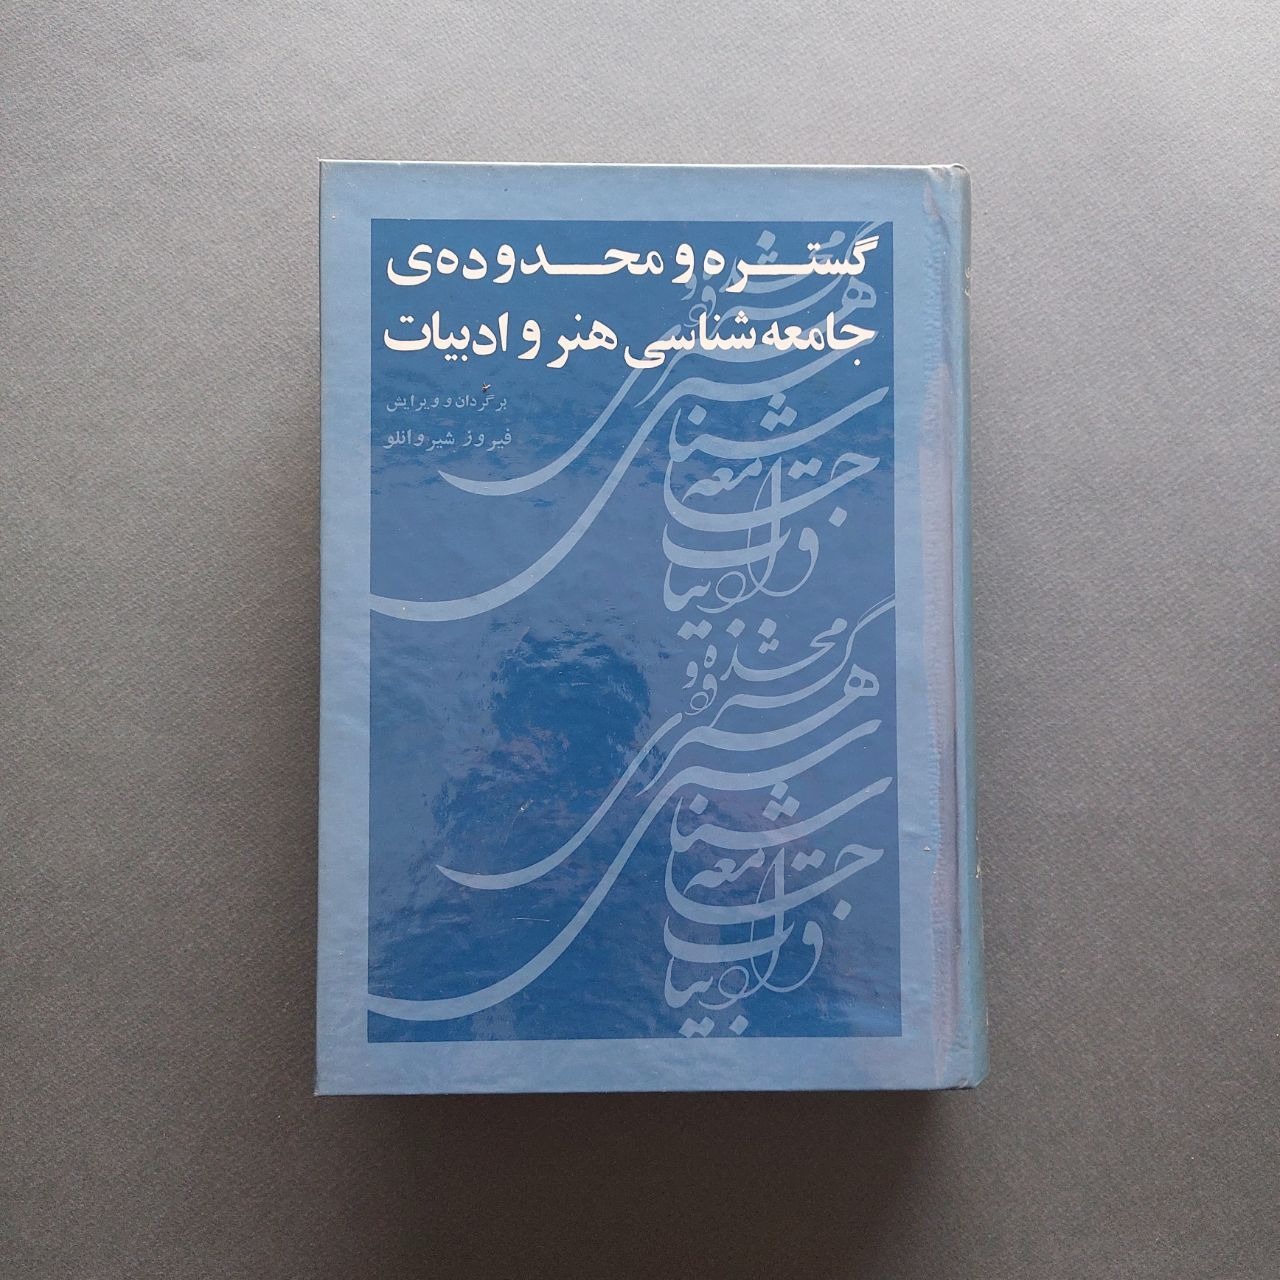 گستره و محدوده‌ی
جامعه‌شناسی هنر و ادبیات
برگردان و ویرایش
فیروز شیروانلو